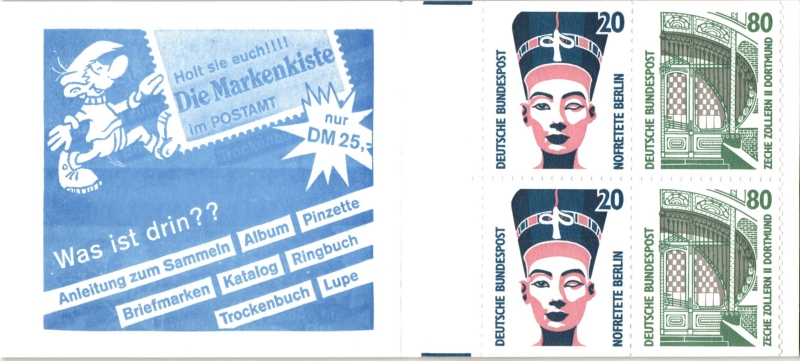 Holt sie euch!!!!
Die Markenkiste
im POSTAMT
nur
DM 25,-
Was ist drin??
Anleitung zum Sammeln Album Pinzette
Briefmarken Katalog Ringbuch
Trockenbuch Lupe
20
DEUTSCHE BUNDESPOST
NOFRETETE BERLIN
80
DEUTSCHE BUNDESPOST
ZECHE ZOLLERN II DORTMUND
20
DEUTSCHE BUNDESPOST
NOFRETETE BERLIN
80
DEUTSCHE BUNDESPOST
ZECHE ZOLLERN II DORTMUND